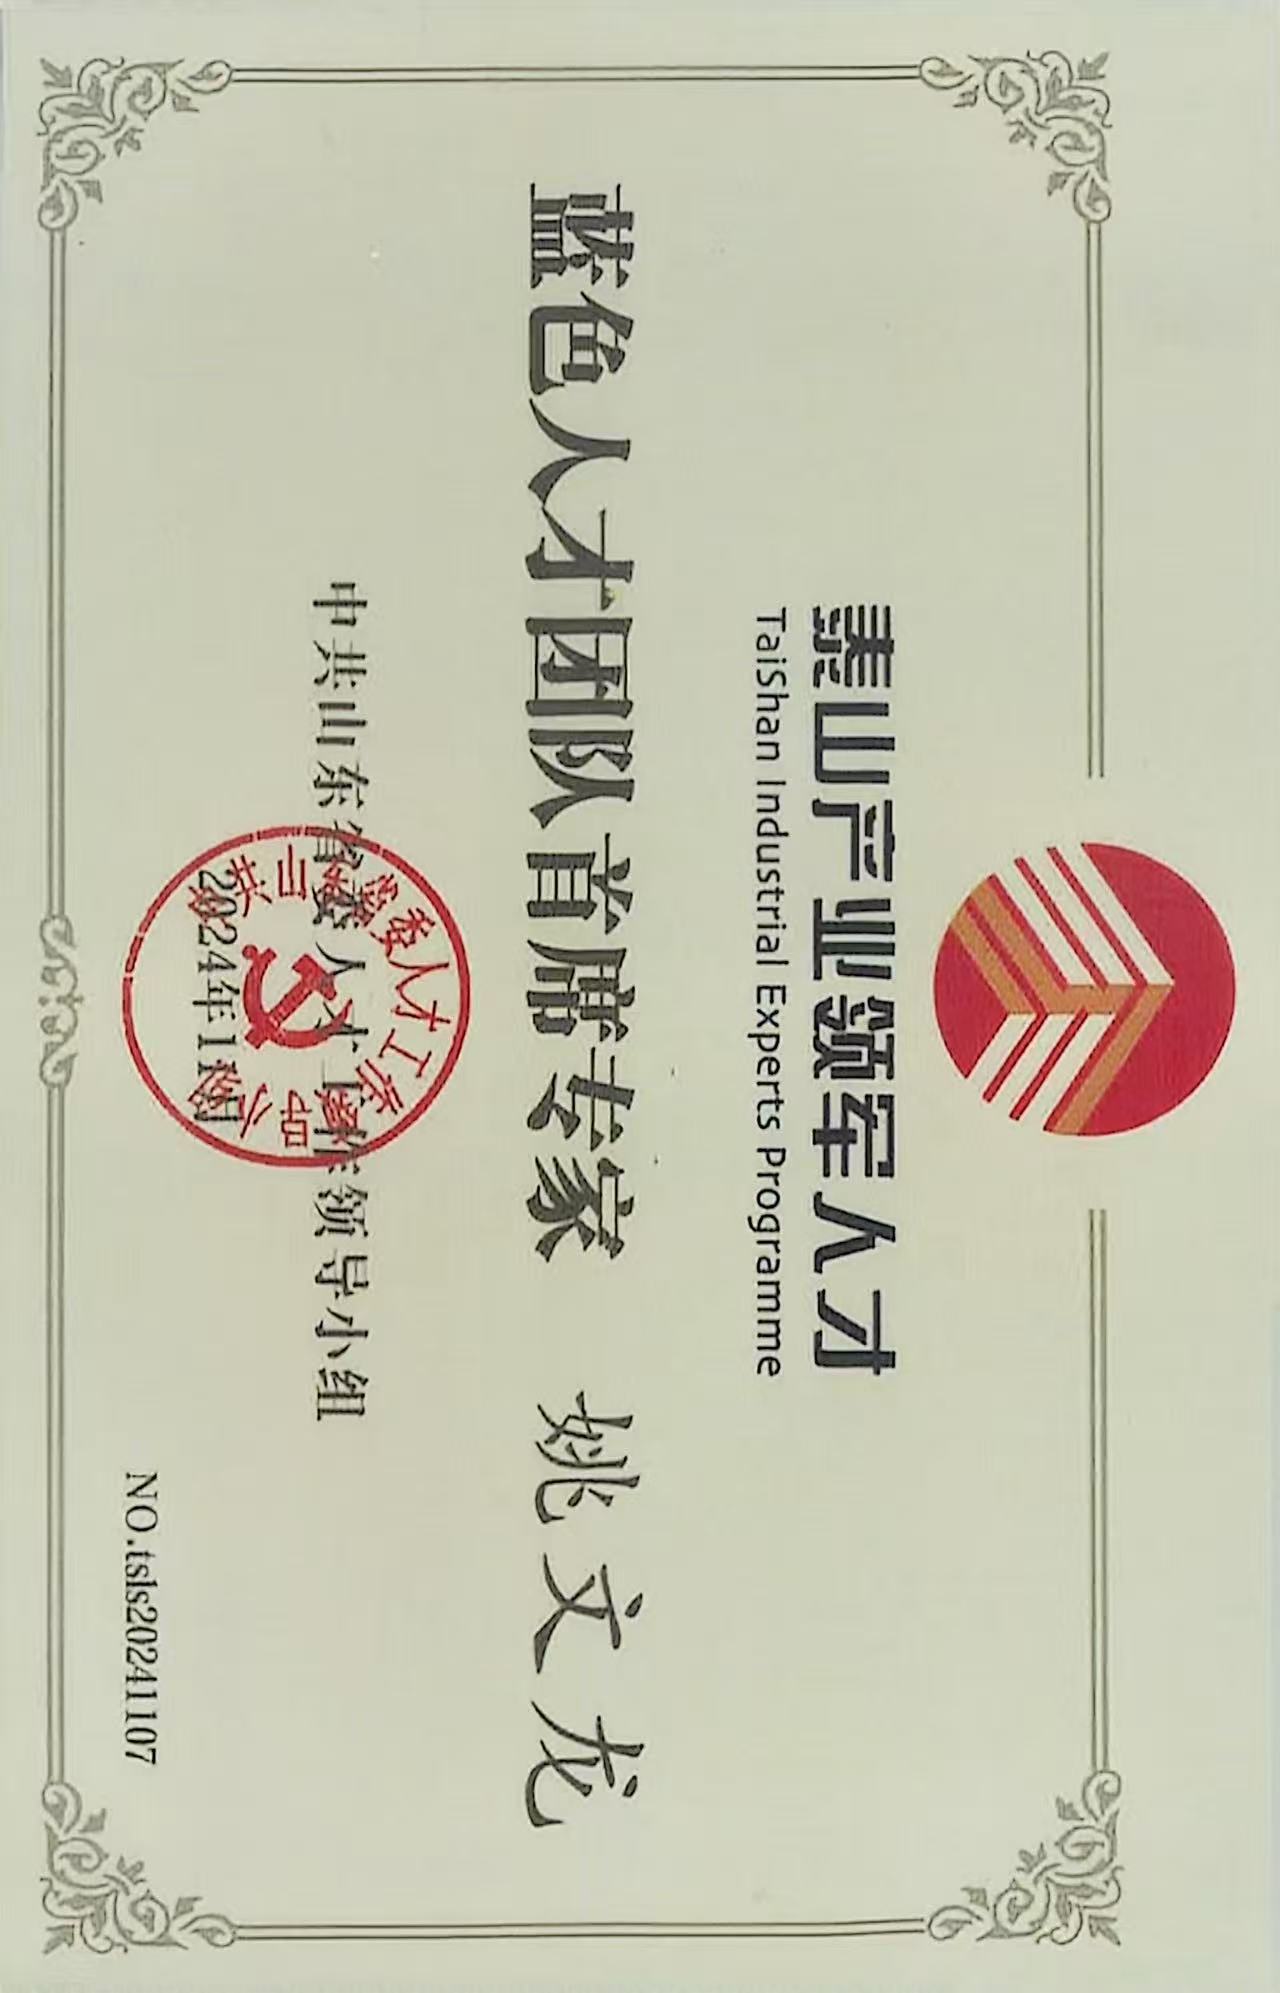 泰山产业领军人才
TaiShan Industrial Experts Programme
蓝色人才团队首席专家 姚文龙
中共山东省委人才工作领导小组
2024年11月
NO.tsls20241107